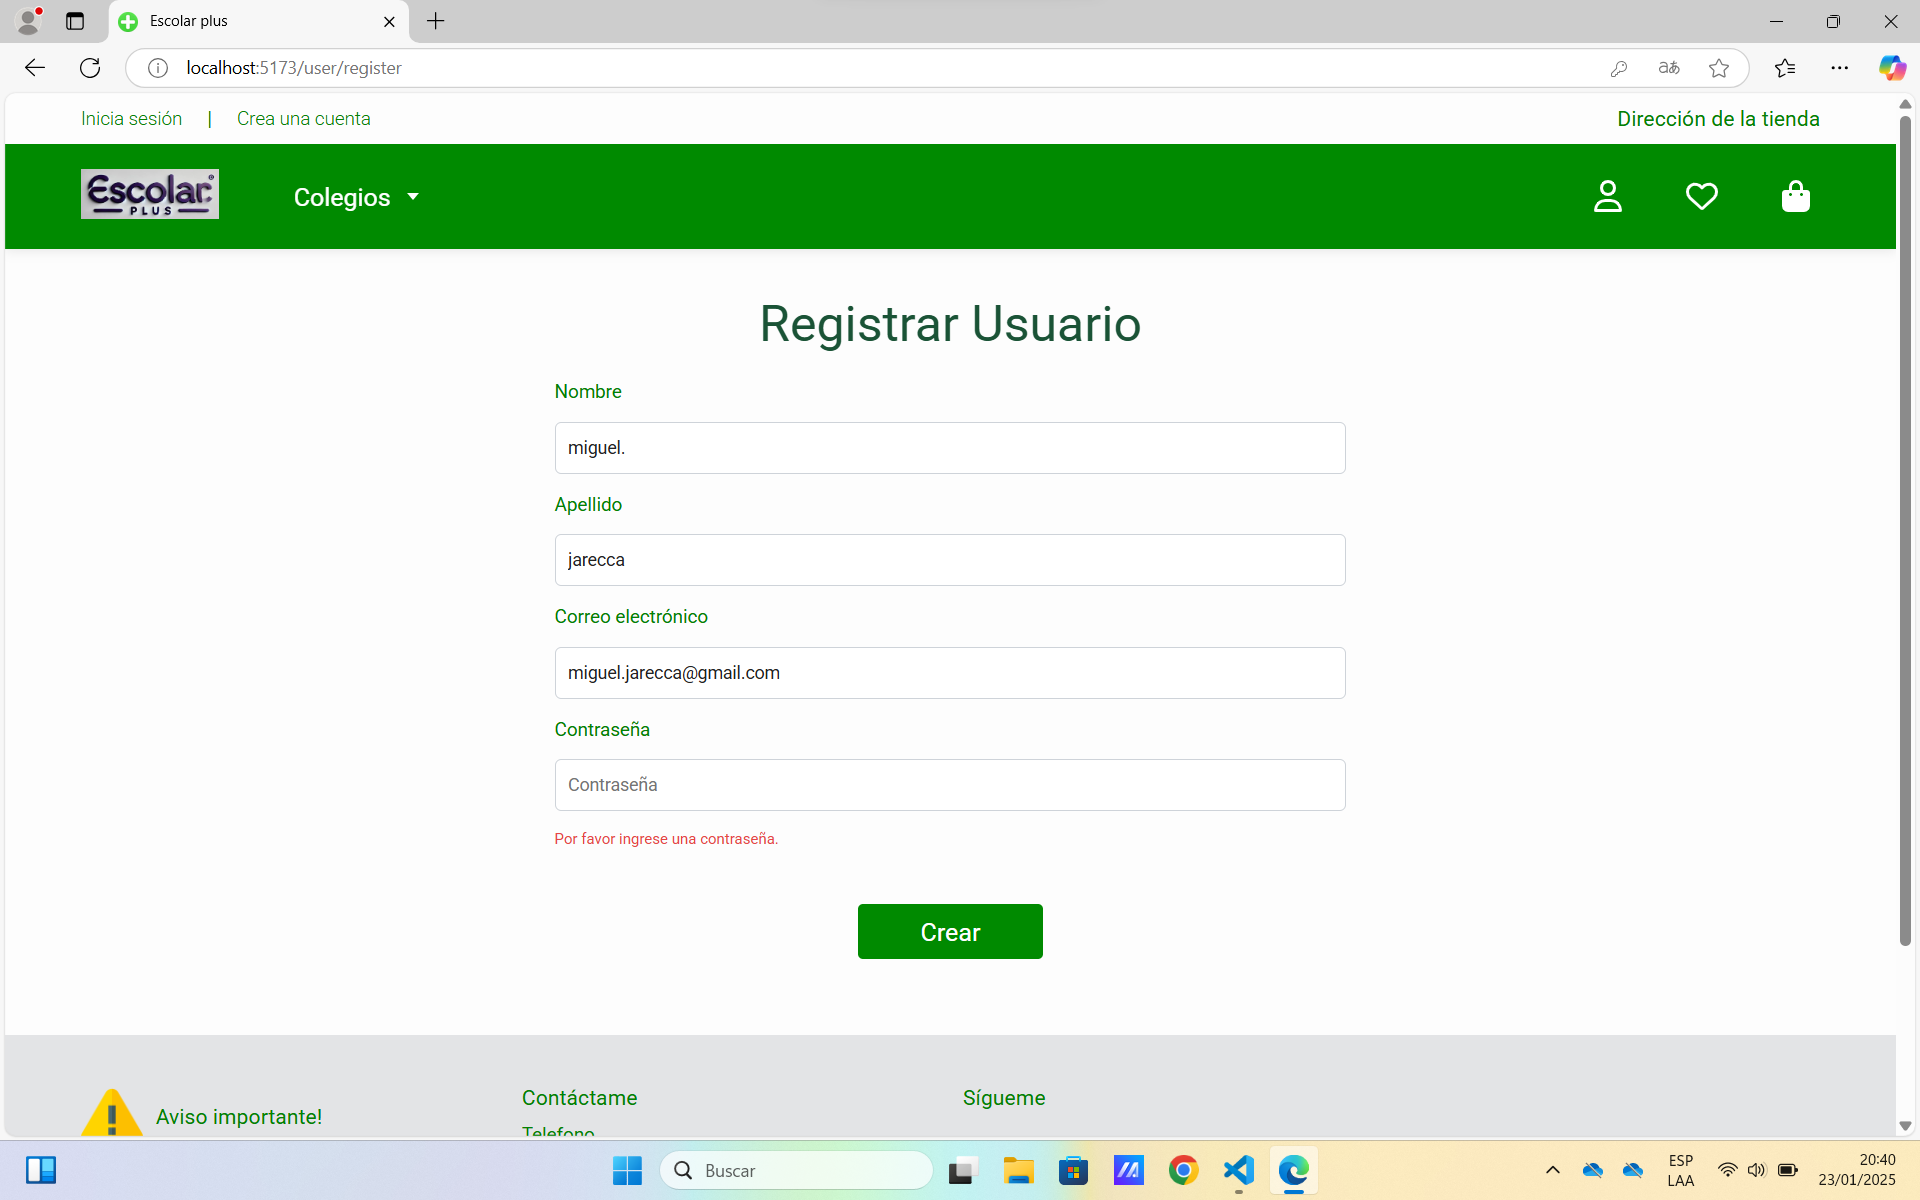 Escolar plus
localhost:5173/user/register
aあ
Inicia sesión | Crea una cuenta
Dirección de la tienda
Escolar®
PLUS
Colegios
Registrar Usuario
Nombre
miguel.
Apellido
jarecca
Correo electrónico
miguel.jarecca@gmail.com
Contraseña
Contraseña
Por favor ingrese una contraseña.
Crear
Aviso importante!
Contáctame
Telefono
Sígueme
Buscar
ESP
LAA
20:40
23/01/2025